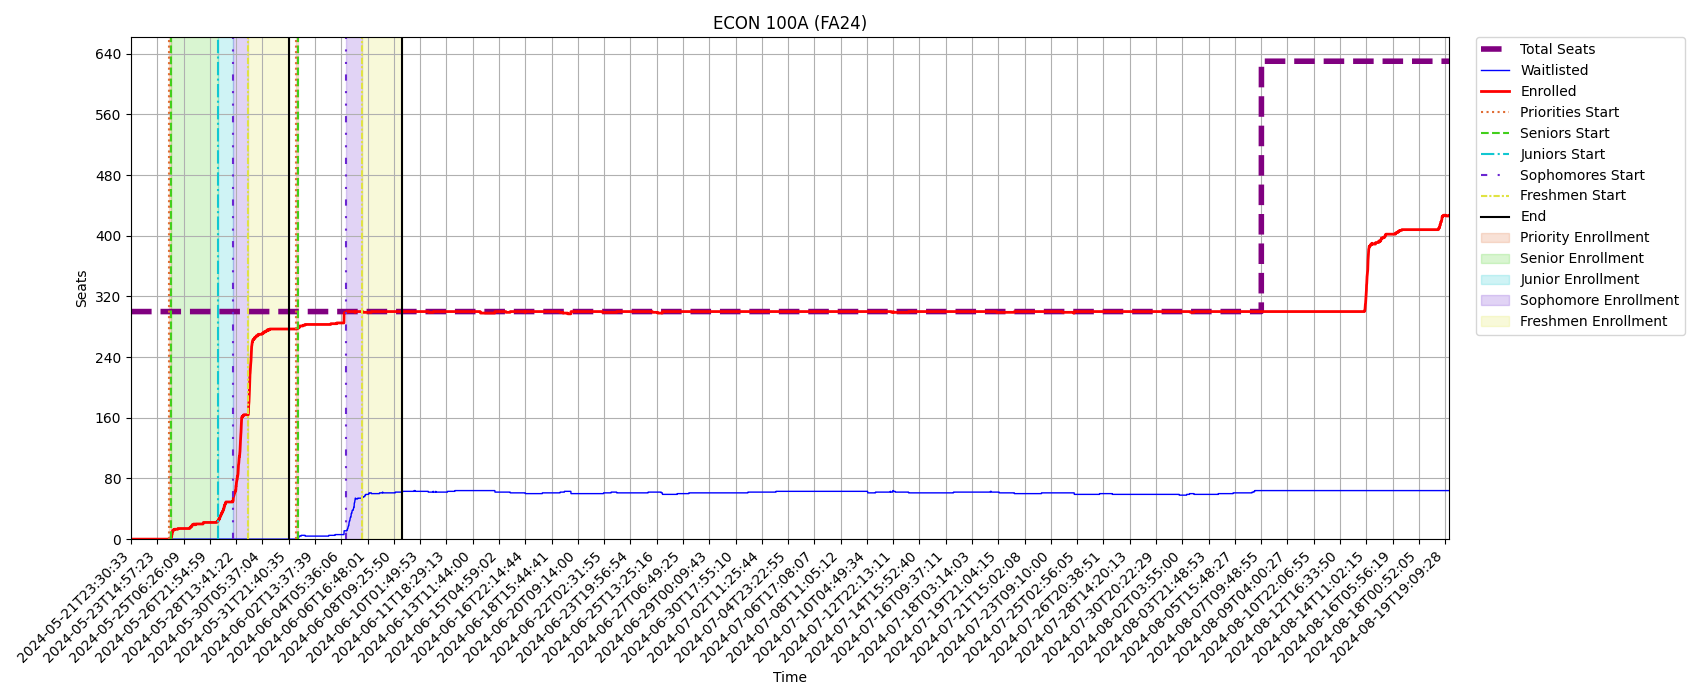 ECON 100A (FA24)
Seats
640
560
480
400
320
240
160
80
0
2024-05-21T23:30:33
2024-05-23T14:57:23
2024-05-25T06:26:09
2024-05-26T21:54:59
2024-05-28T13:41:22
2024-05-30T05:37:04
2024-05-31T21:40:35
2024-06-02T13:37:39
2024-06-04T05:36:06
2024-06-06T16:48:01
2024-06-08T09:25:50
2024-06-10T01:49:53
2024-06-11T18:29:13
2024-06-13T11:44:00
2024-06-15T04:59:02
2024-06-16T22:14:44
2024-06-18T15:44:41
2024-06-20T09:14:00
2024-06-22T02:31:55
2024-06-23T19:56:54
2024-06-25T13:25:16
2024-06-27T06:49:25
2024-06-29T00:09:43
2024-06-30T17:55:10
2024-07-02T11:25:44
2024-07-04T23:22:55
2024-07-06T17:08:07
2024-07-08T11:05:12
2024-07-10T04:49:34
2024-07-12T22:13:11
2024-07-14T15:52:40
2024-07-16T09:37:11
2024-07-18T03:14:03
2024-07-19T21:04:15
2024-07-21T15:02:08
2024-07-23T09:10:00
2024-07-25T02:56:05
2024-07-26T20:38:51
2024-07-28T14:20:13
2024-07-30T20:22:29
2024-08-02T03:55:00
2024-08-03T21:48:53
2024-08-05T15:48:27
2024-08-07T09:48:55
2024-08-09T04:00:27
2024-08-10T22:06:55
2024-08-12T16:33:50
2024-08-14T11:02:15
2024-08-16T05:56:19
2024-08-18T00:52:05
2024-08-19T19:09:28
Time
Total Seats
Waitlisted
Enrolled
Priorities Start
Seniors Start
Juniors Start
Sophomores Start
Freshmen Start
End
Priority Enrollment
Senior Enrollment
Junior Enrollment
Sophomore Enrollment
Freshmen Enrollment